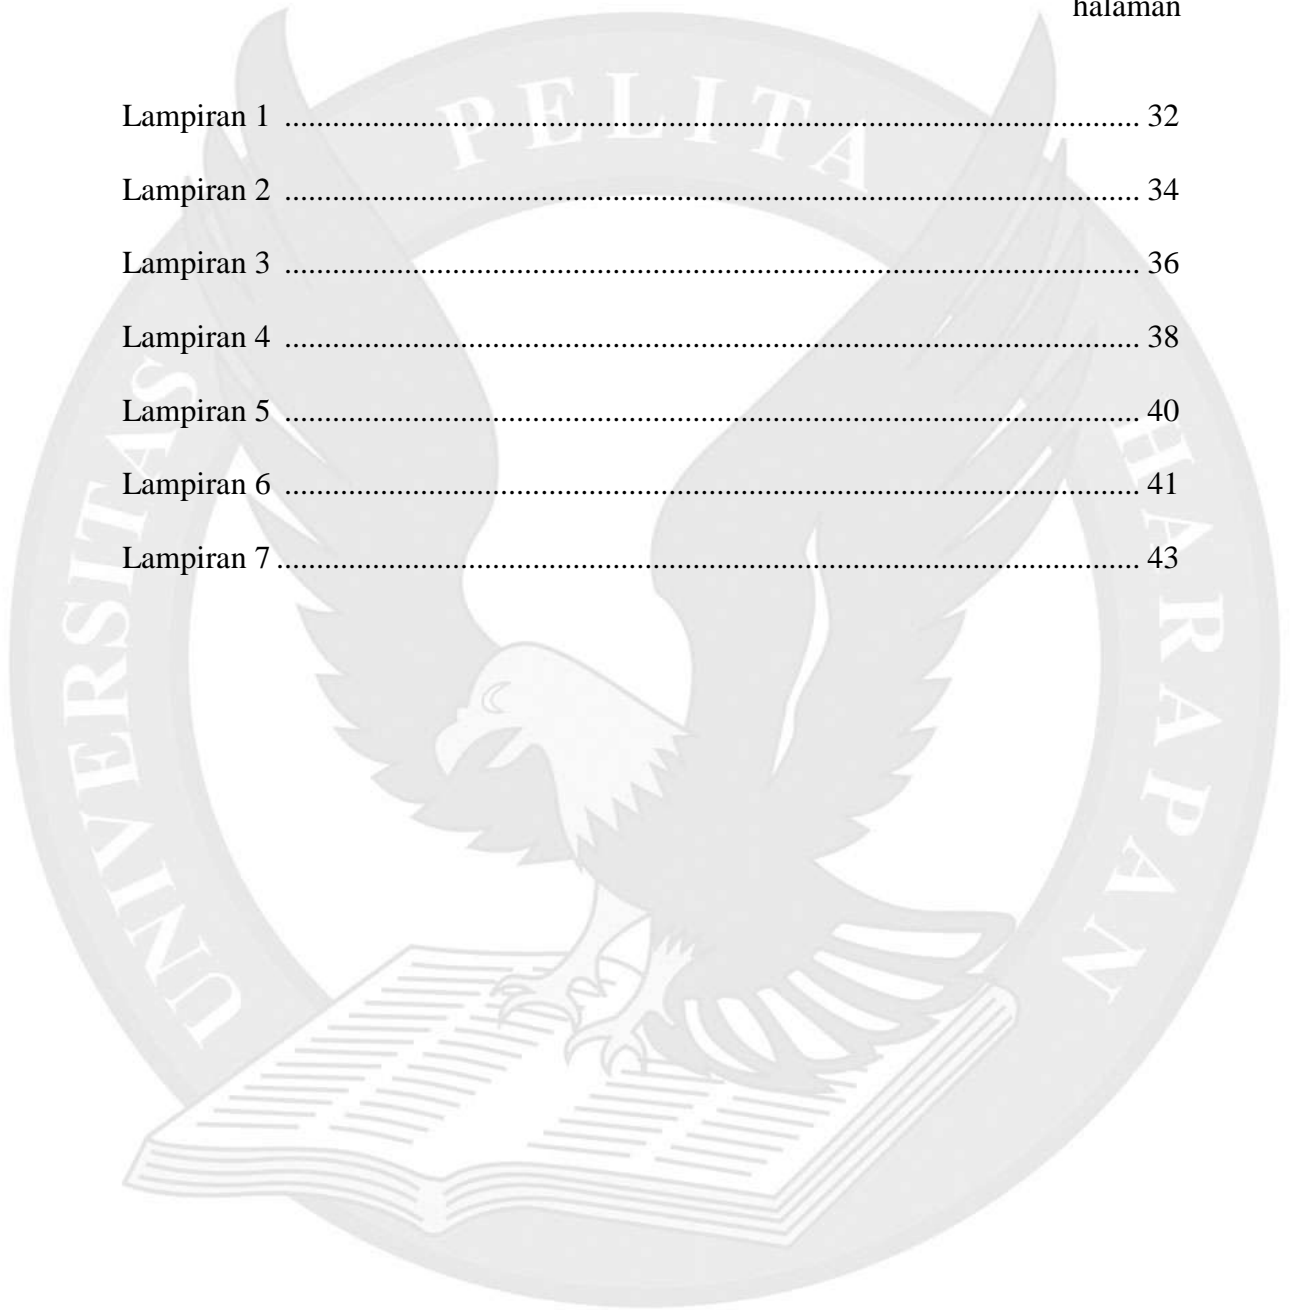 halaman
Lampiran 1 ............................................................ 32
Lampiran 2 ............................................................ 34
Lampiran 3 ............................................................ 36
Lampiran 4 ............................................................ 38
Lampiran 5 ............................................................ 40
Lampiran 6 ............................................................ 41
Lampiran 7 ............................................................ 43
UNIVERSITAS PELITA HARAPAN